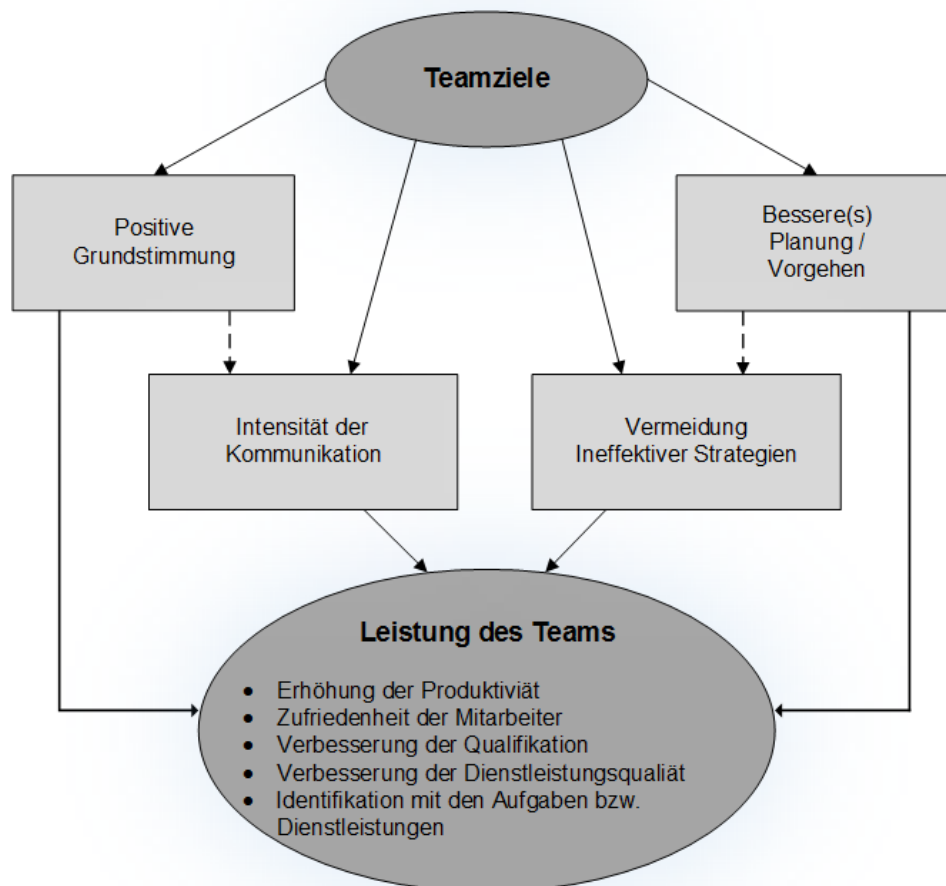 Teamziele
Positive
Grundstimmung
Bessere(s)
Planung /
Vorgehen
Intensität der
Kommunikation
Vermeidung
Ineffektiver Strategien
Leistung des Teams
• Erhöhung der Produktiviät
• Zufriedenheit der Mitarbeiter
• Verbesserung der Qualifikation
• Verbesserung der Dienstleistungsqualiät
• Identifikation mit den Aufgaben bzw.
Dienstleistungen